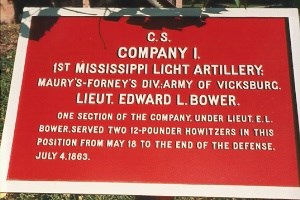 C.S.
COMPANY I.
1ST MISSISSIPPI LIGHT ARTILLERY;
MAURY'S-FORNEY'S DIV.; ARMY OF VICKSBURG.
LIEUT. EDWARD L. BOWER.
ONE SECTION OF THE COMPANY, UNDER LIEUT. E.L.
BOWER, SERVED TWO 12-POUNDER HOWITZERS IN THIS
POSITION FROM MAY 18 TO THE END OF THE DEFENSE,
JULY 4, 1863.